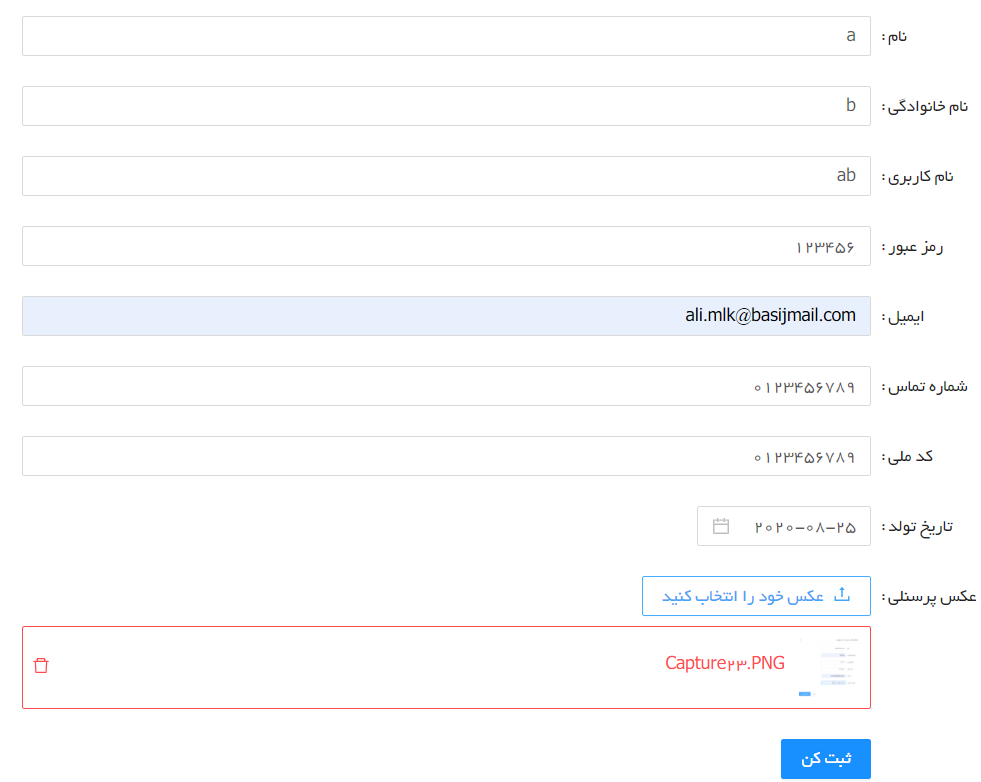 نام : a
نام خانوادگی : b
نام کاربری : ab
رمز عبور : ۱۲۳۴۵۶
ایمیل : ali.mlk@basijmail.com
شماره تماس : ۰۱۲۳۴۵۶۷۸۹
کد ملی : ۰۱۲۳۴۵۶۷۸۹
تاریخ تولد : ۲۰۲۰-۰۸-۲۵
عکس پرسنلی : عکس خود را انتخاب کنید
Capture۲۳.PNG
ثبت کن